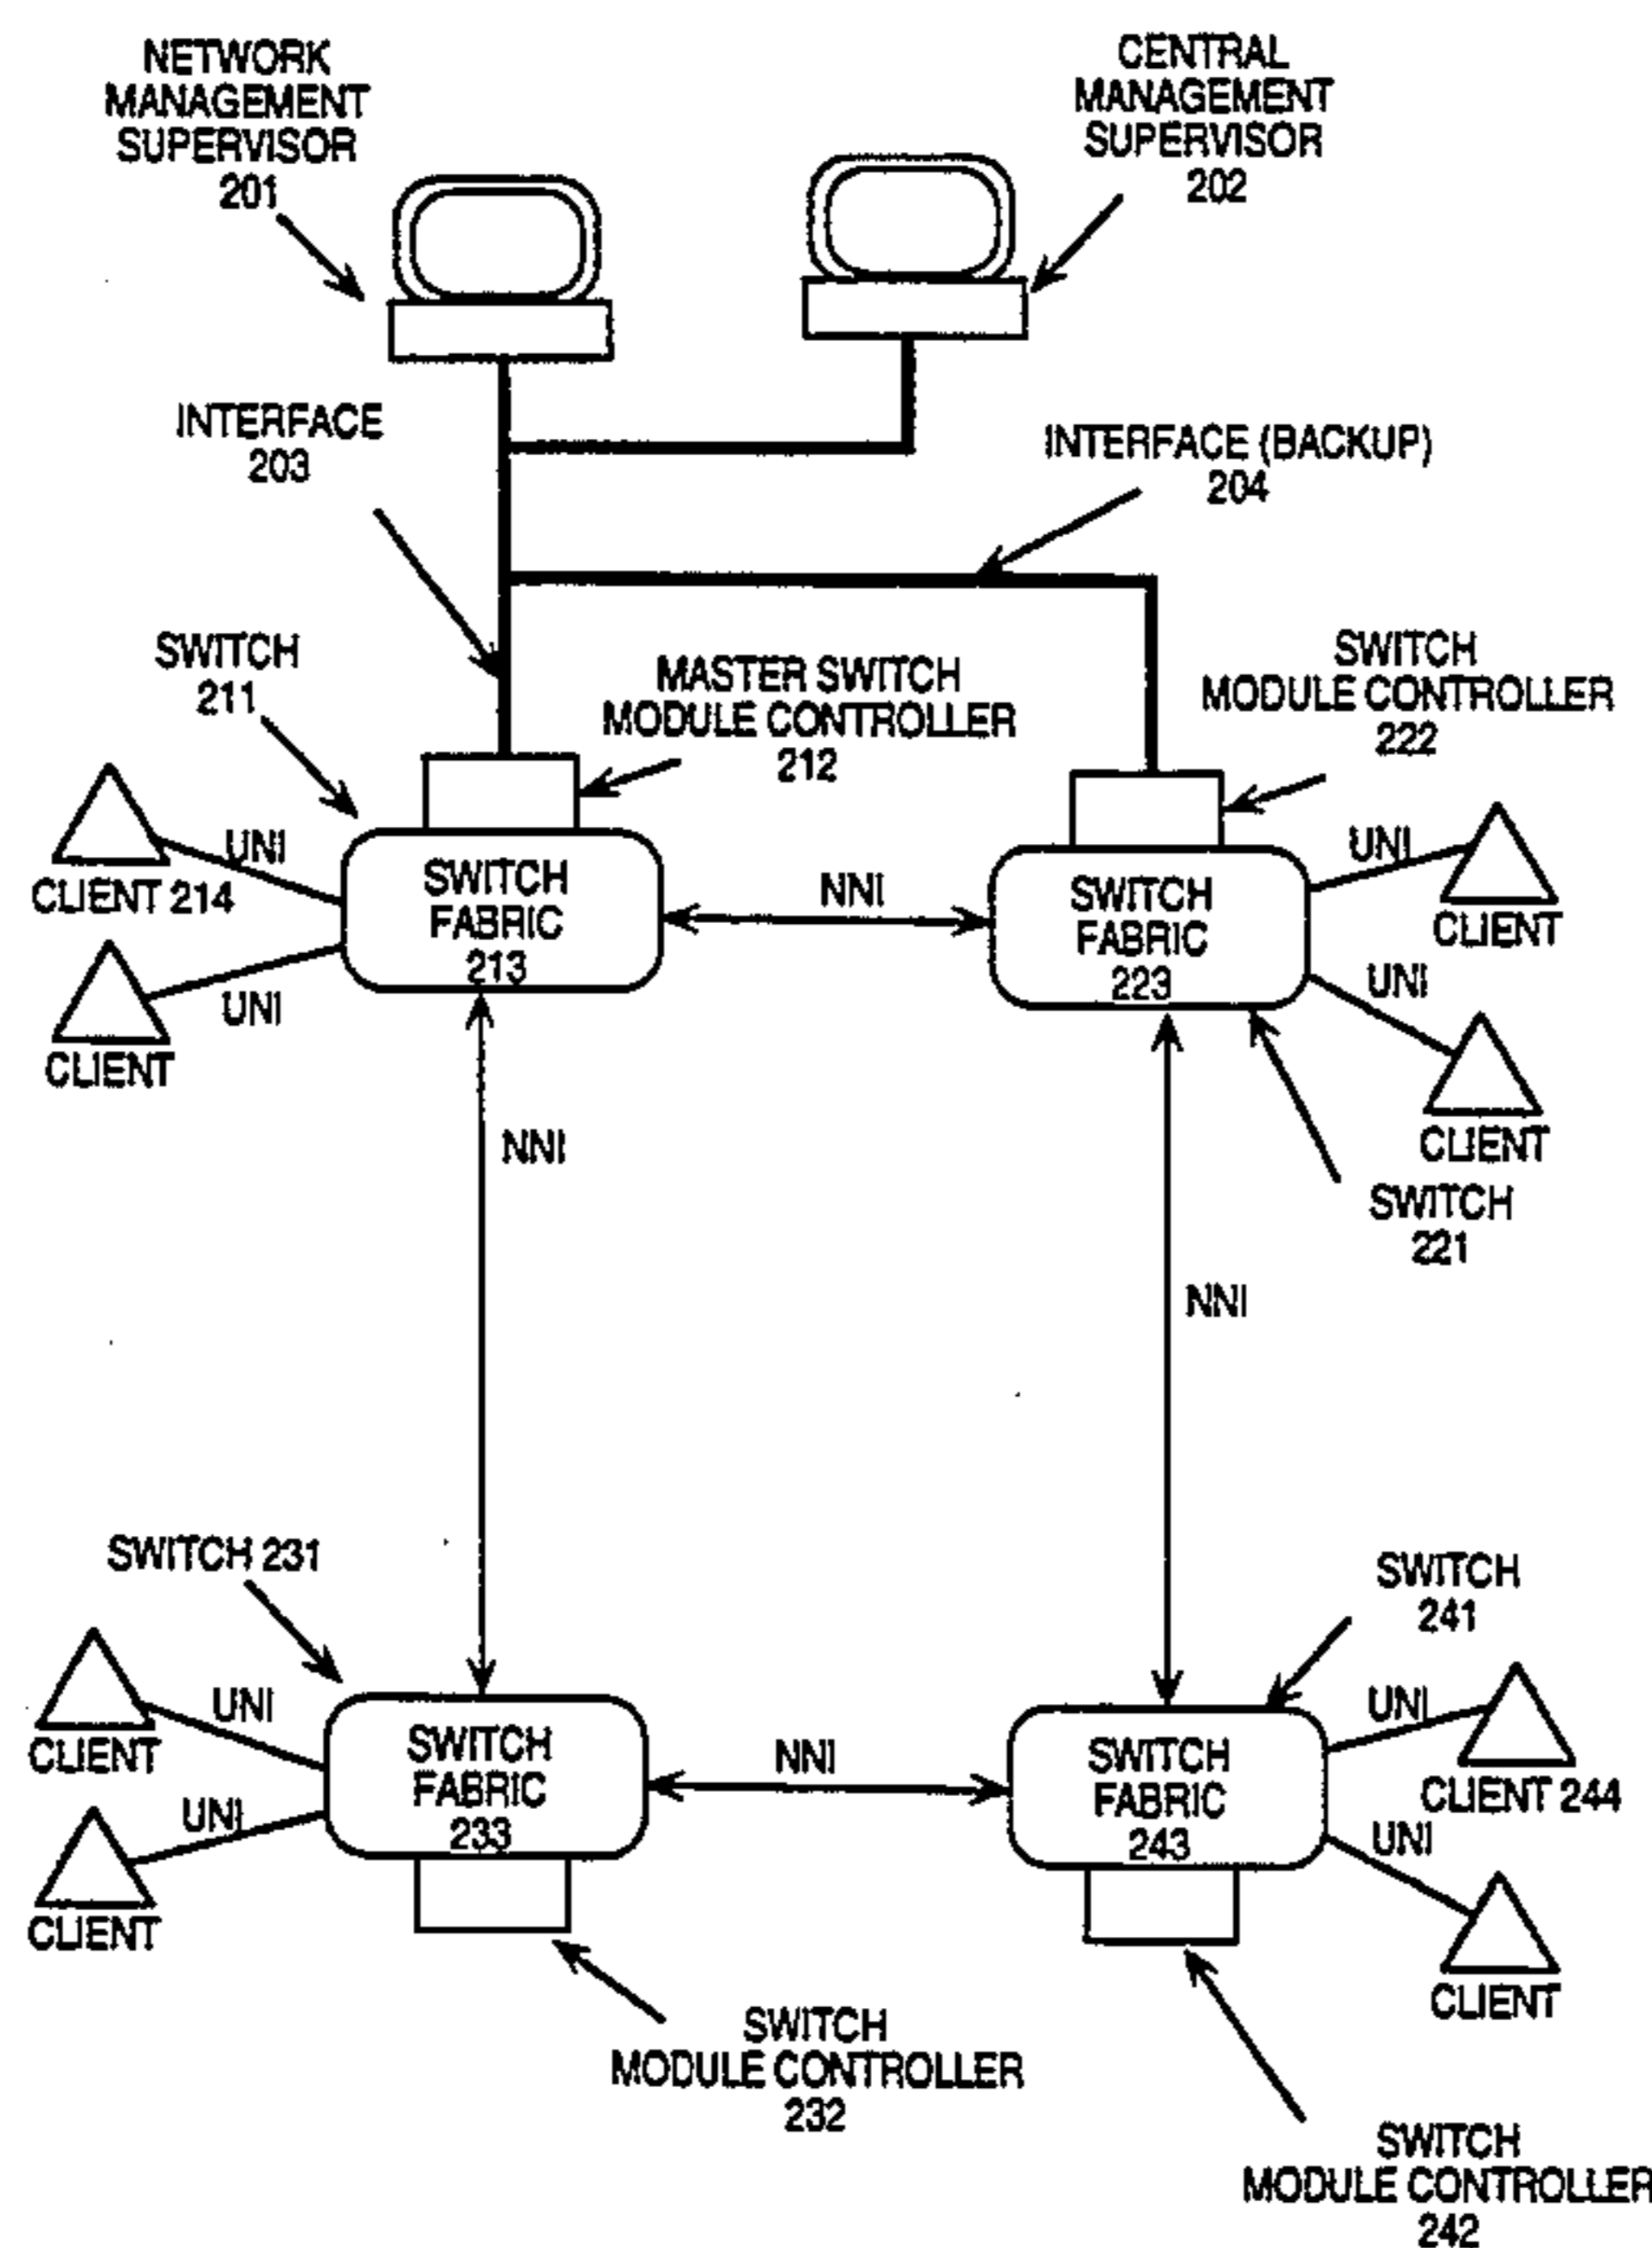 NETWORK
MANAGEMENT
SUPERVISOR
201
CENTRAL
MANAGEMENT
SUPERVISOR
202
INTERFACE
203
INTERFACE (BACKUP)
204
SWITCH
211
MASTER SWITCH
MODULE CONTROLLER
212
SWITCH
MODULE CONTROLLER
222
UNI
CLIENT 214
SWITCH
FABRIC
213
UNI
CLIENT
NNI
SWITCH
FABRIC
223
UNI
CLIENT
UNI
CLIENT
SWITCH
221
NNI
NNI
SWITCH 231
SWITCH
241
UNI
CLIENT
UNI
CLIENT
SWITCH
FABRIC
233
NNI
SWITCH
FABRIC
243
UNI
CLIENT 244
UNI
CLIENT
SWITCH
MODULE CONTROLLER
232
SWITCH
MODULE CONTROLLER
242